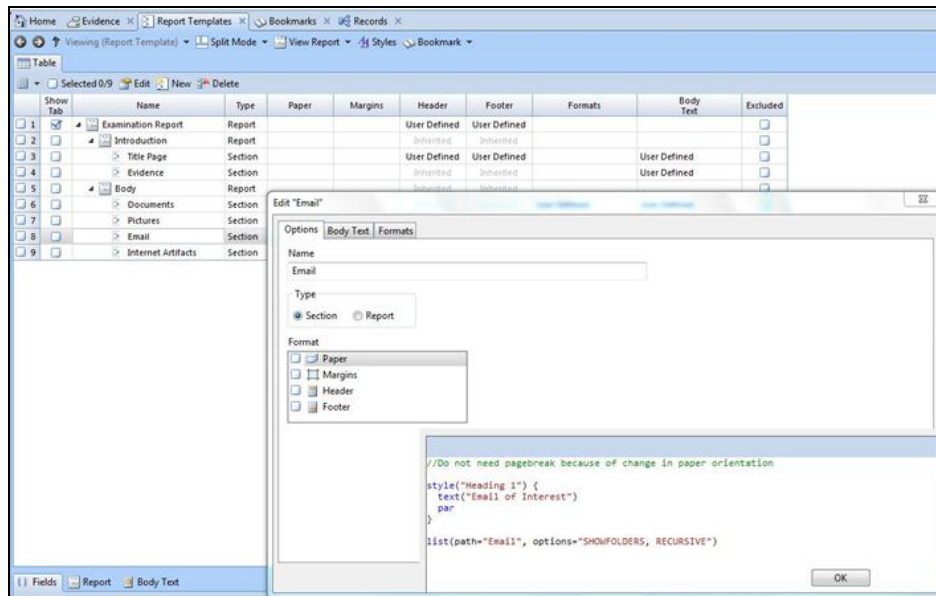 Home Evidence Report Templates Bookmarks Records
Viewing (Report Template) Split Mode View Report Styles Bookmark
Table
Selected 0/9 Edit New Delete
Show Tab Name Type Paper Margins Header Footer Formats Body Text Excluded
1 Examination Report Report User Defined User Defined
2 Introduction Report Inherited Inherited
3 Title Page Section User Defined User Defined User Defined
4 Evidence Section Inherited Inherited User Defined
5 Body Report Inherited Inherited
6 Documents Section
7 Pictures Section
8 Email Section
9 Internet Artifacts Section
Edit "Email"
Options Body Text Formats
Name
Email
Type
Section Report
Format
Paper
Margins
Header
Footer
//Do not need pagebreak because of change in paper orientation
style("Heading 1") {
text("Email of Interest")
par
}
list(path="Email", options="SHOWFOLDERS, RECURSIVE")
OK
Fields Report Body Text